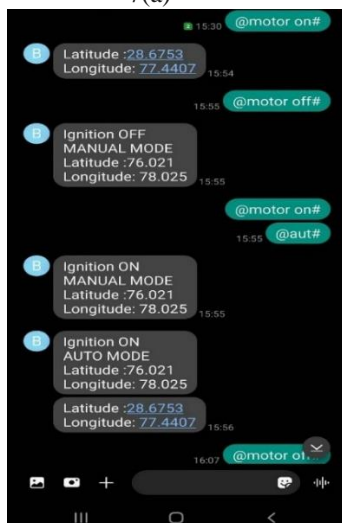 7(a)
15:30 @motor on#
B
Latitude :28.6753
Longitude: 77.4407 15:54
15:55 @motor off#
B
Ignition OFF
MANUAL MODE
Latitude :76.021
Longitude: 78.025 15:55
@motor on#
15:55 @aut#
B
Ignition ON
MANUAL MODE
Latitude :76.021
Longitude: 78.025 15:55
B
Ignition ON
AUTO MODE
Latitude :76.021
Longitude: 78.025
Latitude :28.6753
Longitude: 77.4407 15:56
16:07 @motor